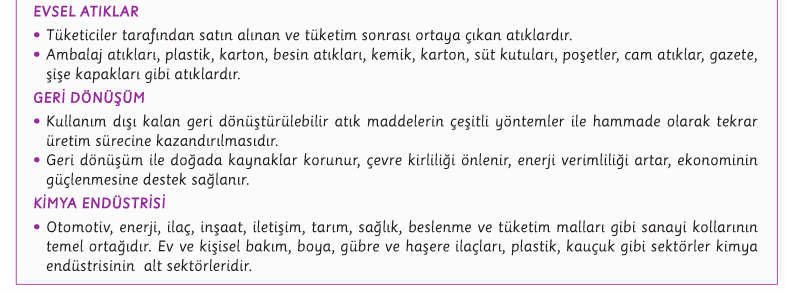 EVSEL ATIKLAR
• Tüketiciler tarafından satın alınan ve tüketim sonrası ortaya çıkan atıklardır.
• Ambalaj atıkları, plastik, karton, besin atıkları, kemik, karton, süt kutuları, poşetler, cam atıklar, gazete,
şişe kapakları gibi atıklardır.
GERİ DÖNÜŞÜM
• Kullanım dışı kalan geri dönüştürülebilir atık maddelerin çeşitli yöntemler ile hammade olarak tekrar
üretim sürecine kazandırılmasıdır.
• Geri dönüşüm ile doğada kaynaklar korunur, çevre kirliliği önlenir, enerji verimliliği artar, ekonominin
güçlenmesine destek sağlanır.
KİMYA ENDÜSTRİSİ
• Otomotiv, enerji, ilaç, inşaat, iletişim, tarım, sağlık, beslenme ve tüketim malları gibi sanayi kollarının
temel ortağıdır. Ev ve kişisel bakım, boya, gübre ve haşere ilaçları, plastik, kauçuk gibi sektörler kimya
endüstrisinin alt sektörleridir.